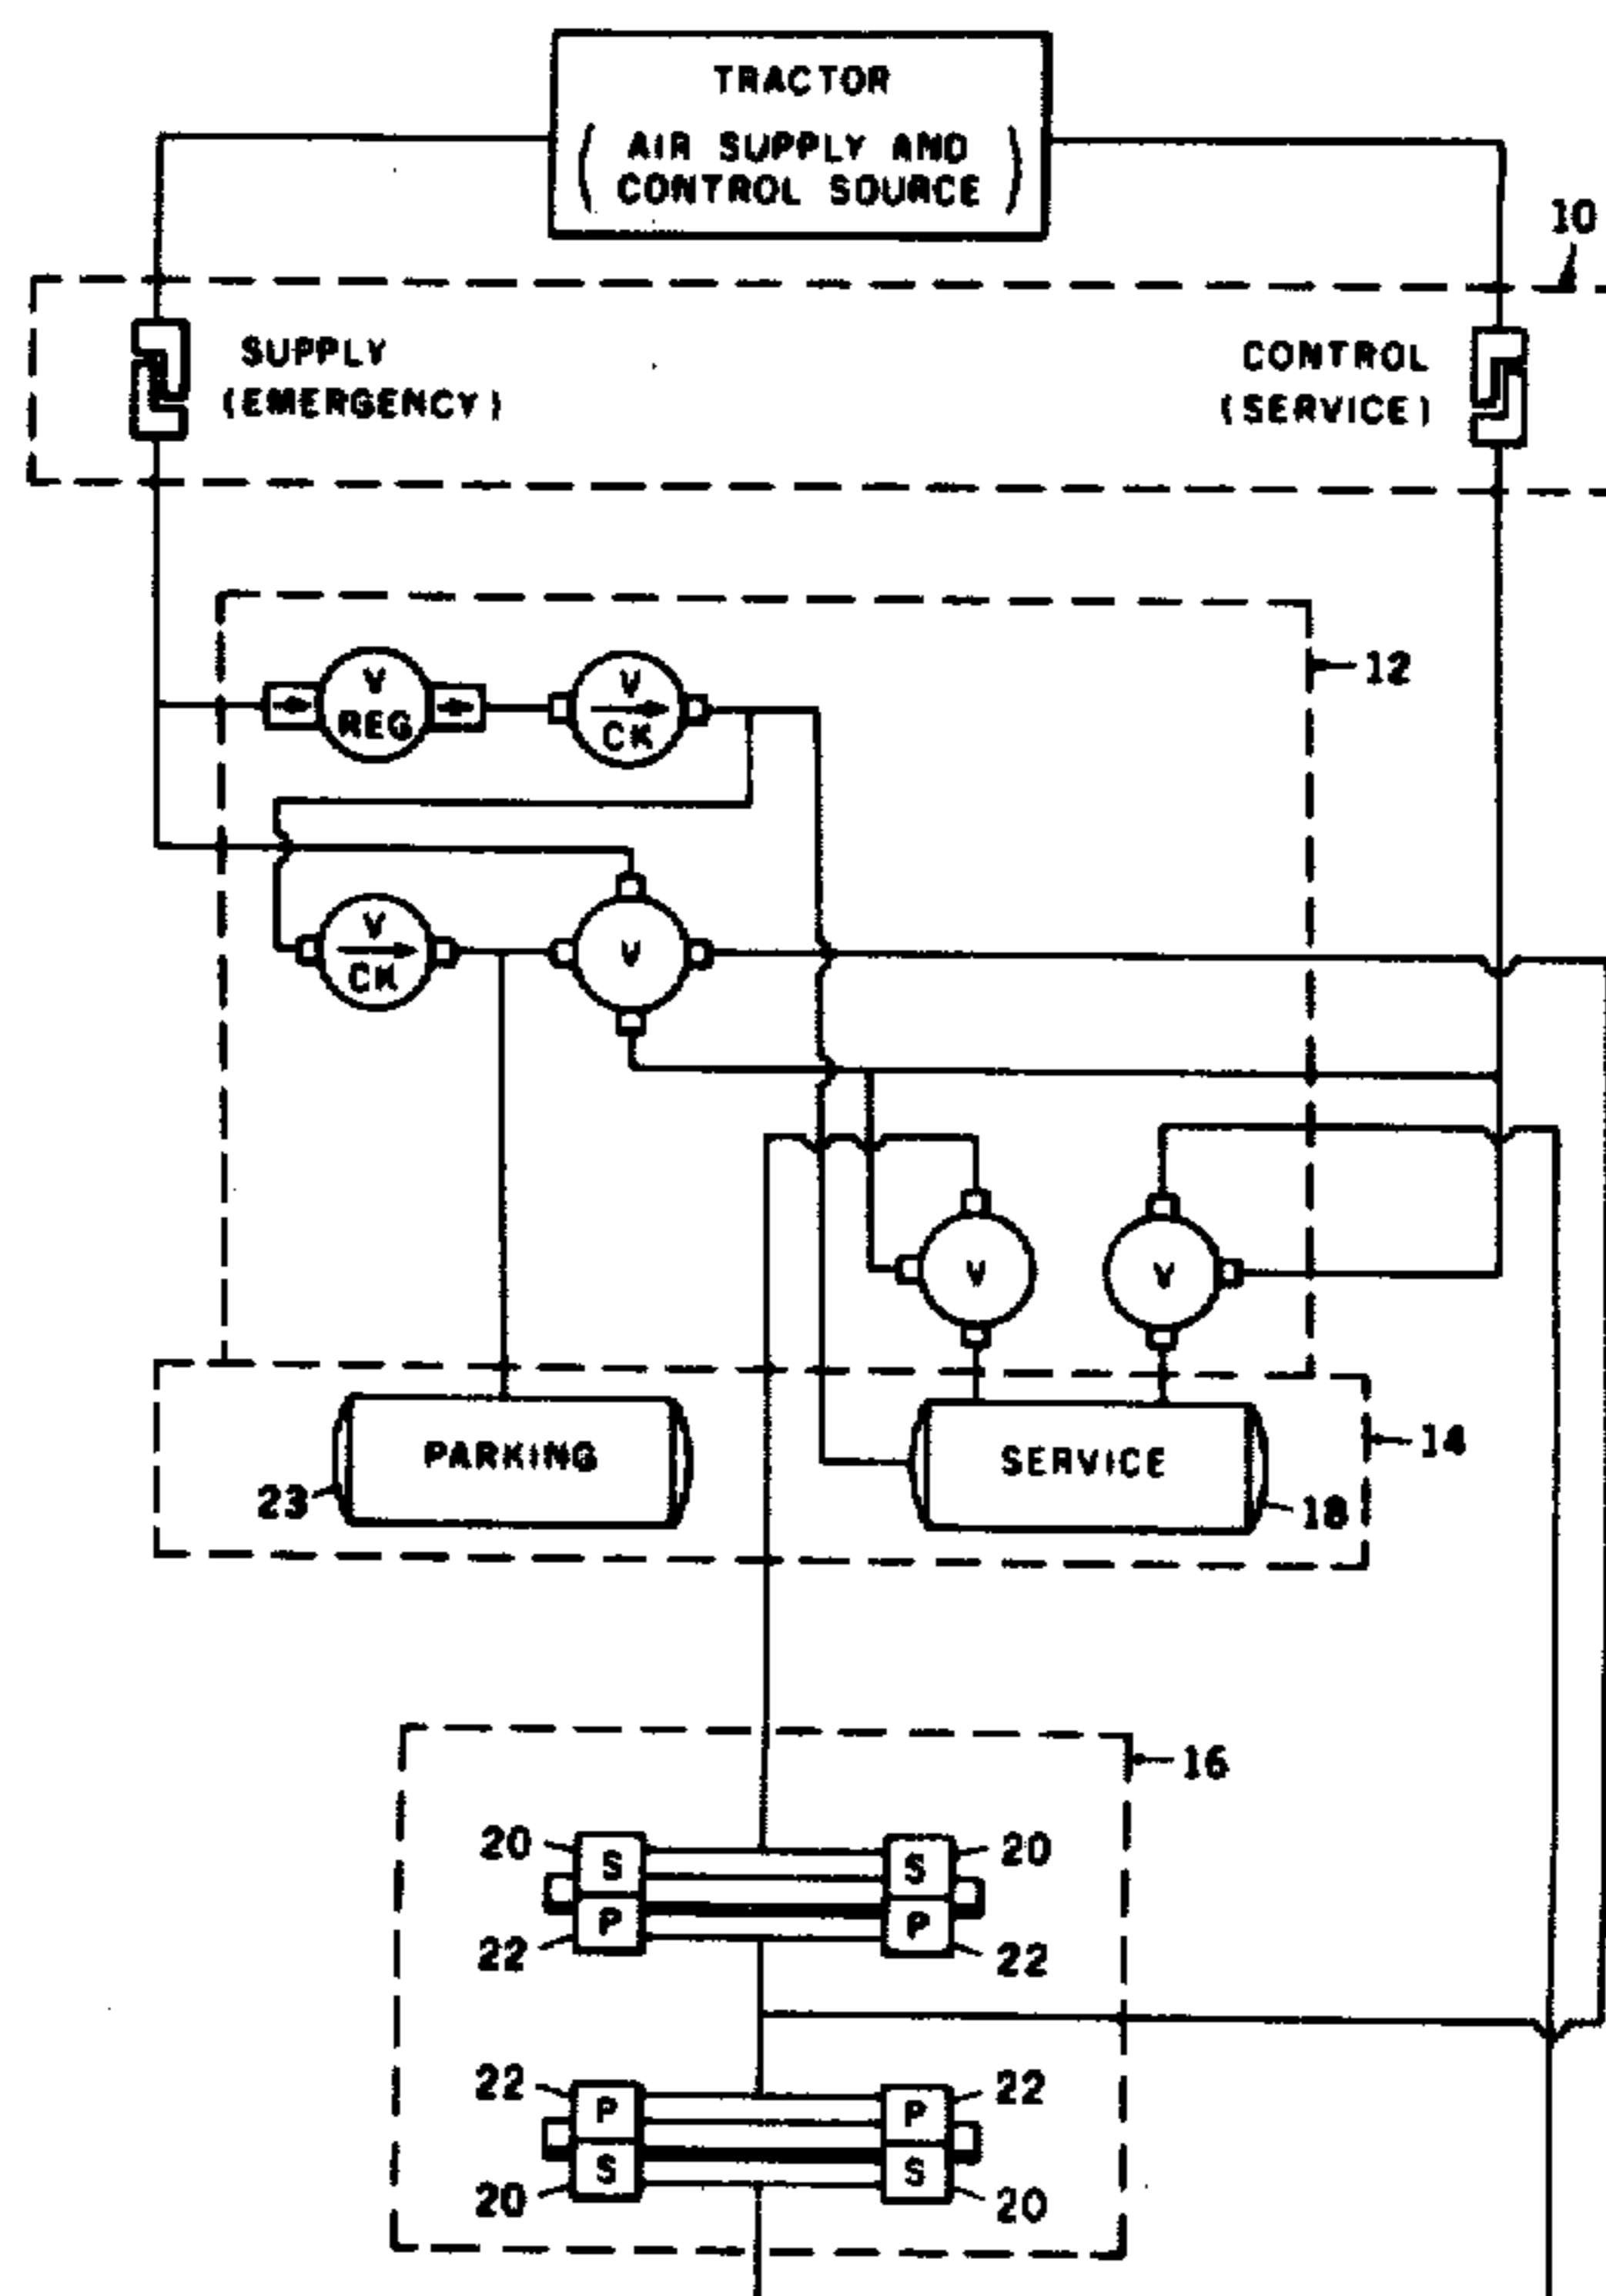 TRACTOR
( AIR SUPPLY AND
CONTROL SOURCE )
10
SUPPLY
(EMERGENCY)
CONTROL
(SERVICE)
12
V
REG
V
CK
V
CK
V
V
V
PARKING
SERVICE
14
23
18
16
20
S
S
20
22
P
P
22
22
P
P
22
20
S
S
20